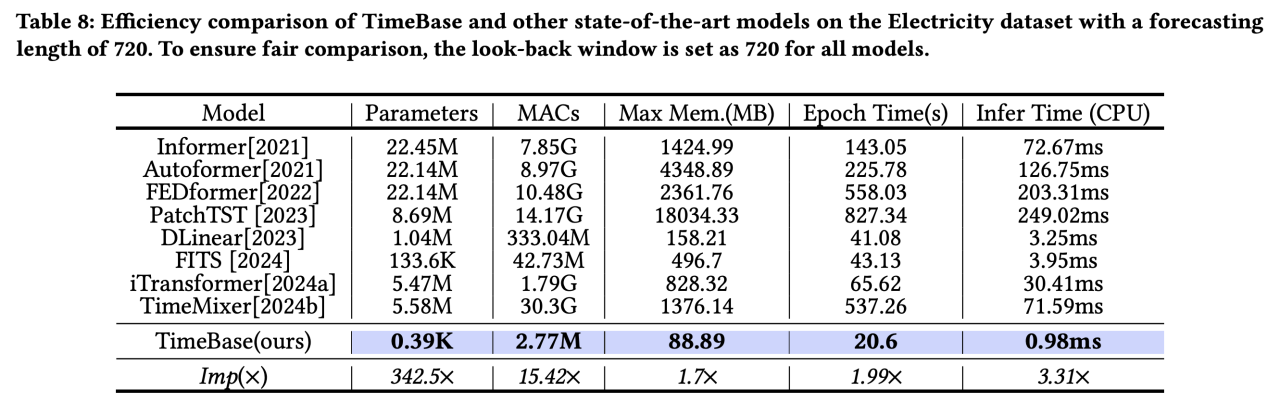 Table 8: Efficiency comparison of TimeBase and other state-of-the-art models on the Electricity dataset with a forecasting
length of 720. To ensure fair comparison, the look-back window is set as 720 for all models.
Model Parameters MACs Max Mem.(MB) Epoch Time(s) Infer Time (CPU)
Informer[2021] 22.45M 7.85G 1424.99 143.05 72.67ms
Autoformer[2021] 22.14M 8.97G 4348.89 225.78 126.75ms
FEDformer[2022] 22.14M 10.48G 2361.76 558.03 203.31ms
PatchTST [2023] 8.69M 14.17G 18034.33 827.34 249.02ms
DLinear[2023] 1.04M 333.04M 158.21 41.08 3.25ms
FITS [2024] 133.6K 42.73M 496.7 43.13 3.95ms
iTransformer[2024a] 5.47M 1.79G 828.32 65.62 30.41ms
TimeMixer[2024b] 5.58M 30.3G 1376.14 537.26 71.59ms
TimeBase(ours) 0.39K 2.77M 88.89 20.6 0.98ms
Imp(×) 342.5× 15.42× 1.7× 1.99× 3.31×